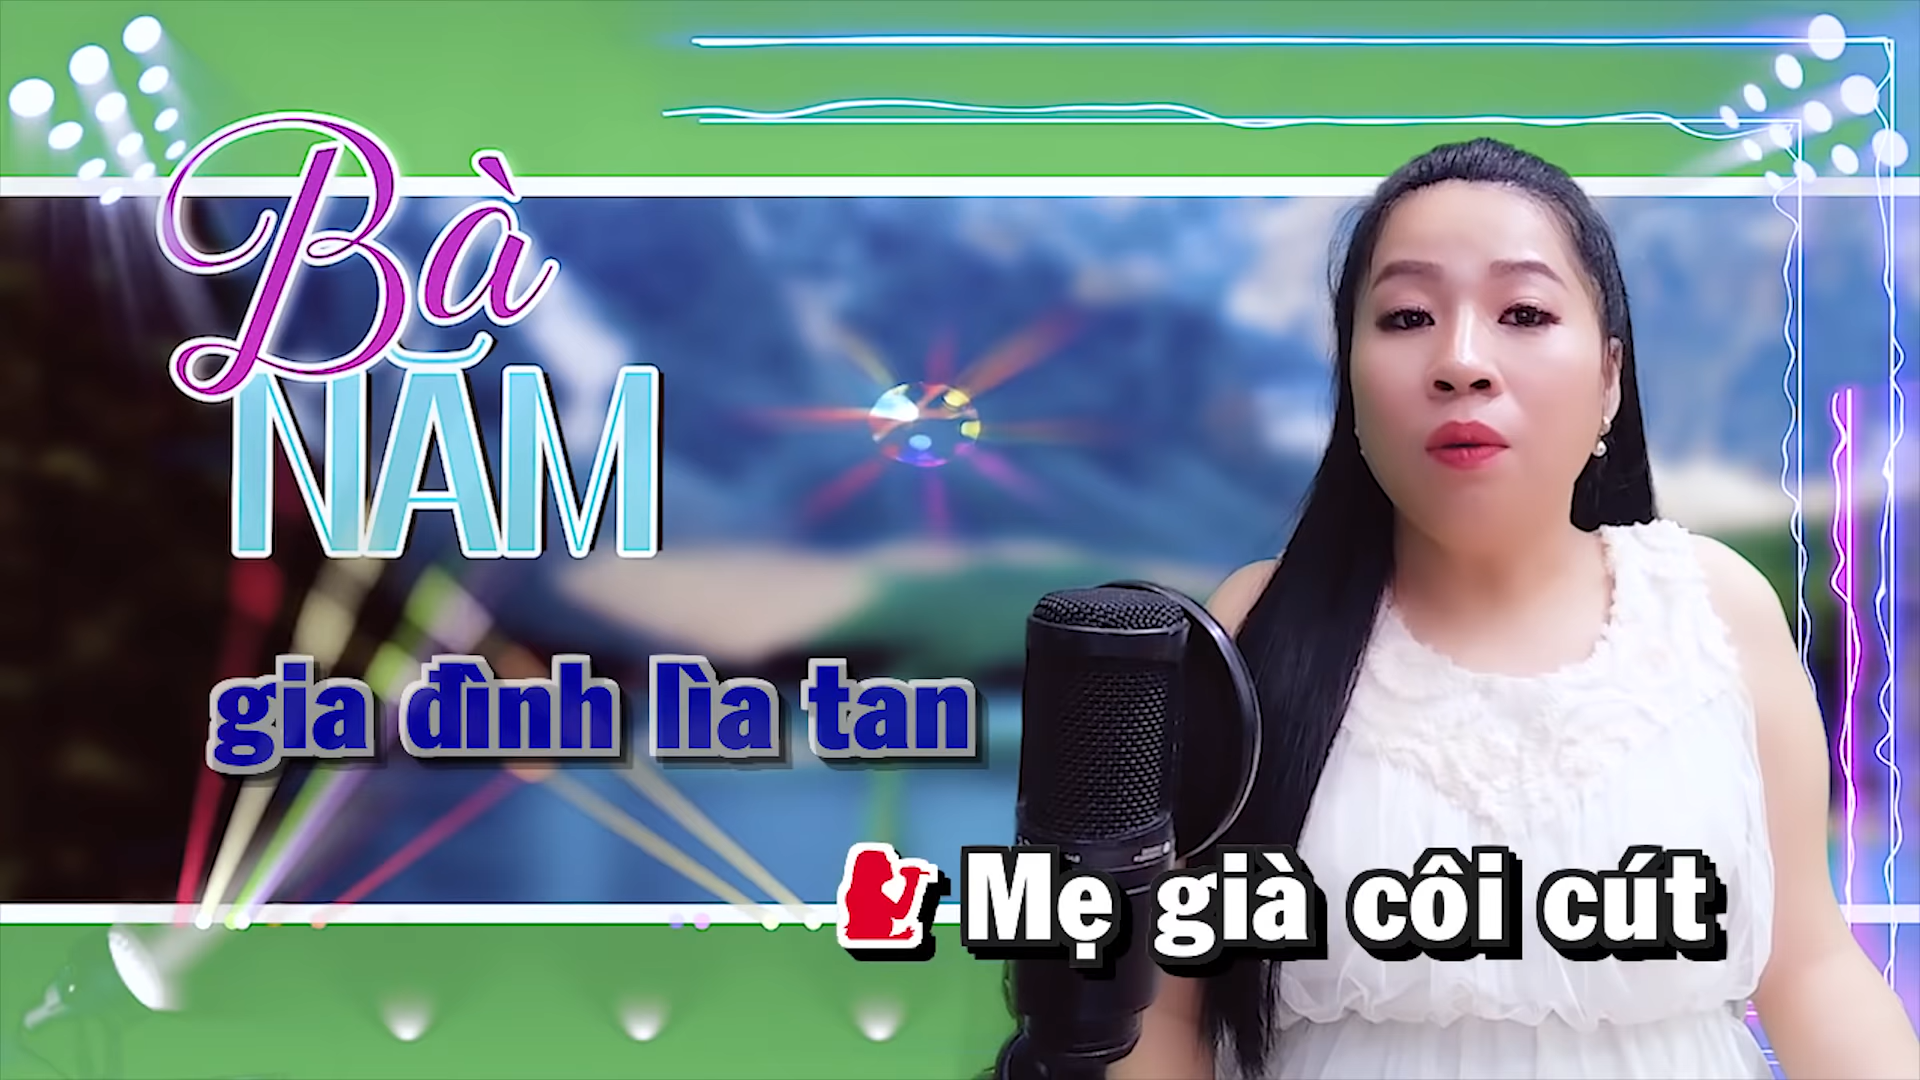 Bà
NĂM
gia đình lìa tan
Mẹ già côi cút